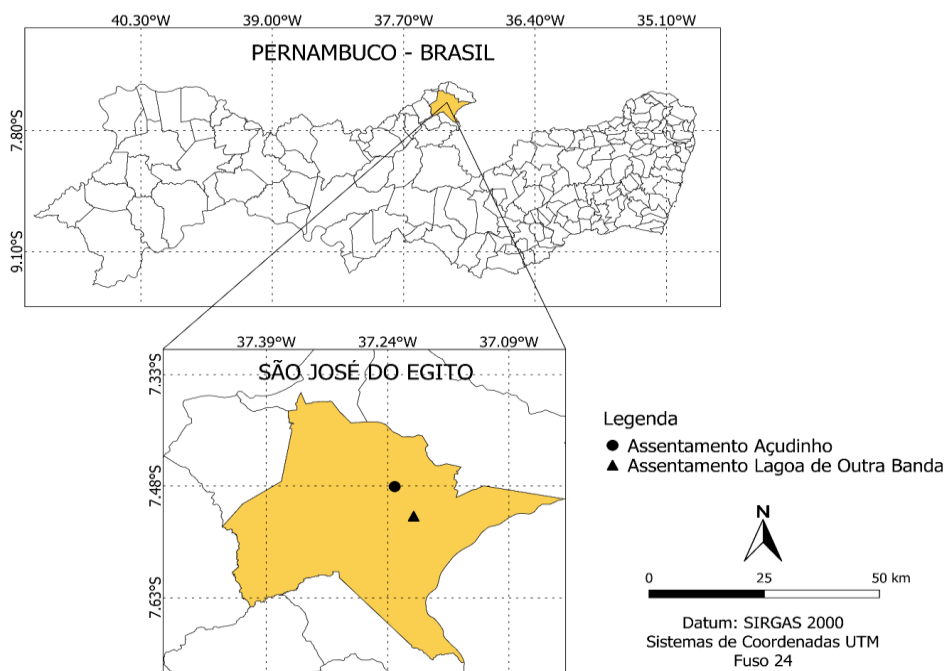 40.30°W 39.00°W 37.70°W 36.40°W 35.10°W
PERNAMBUCO - BRASIL
7.80°S
9.10°S
37.39°W 37.24°W 37.09°W
SÃO JOSÉ DO EGITO
7.33°S
7.48°S
7.63°S
Legenda
Assentamento Açudinho
Assentamento Lagoa de Outra Banda
N
0 25 50 km
Datum: SIRGAS 2000
Sistemas de Coordenadas UTM
Fuso 24